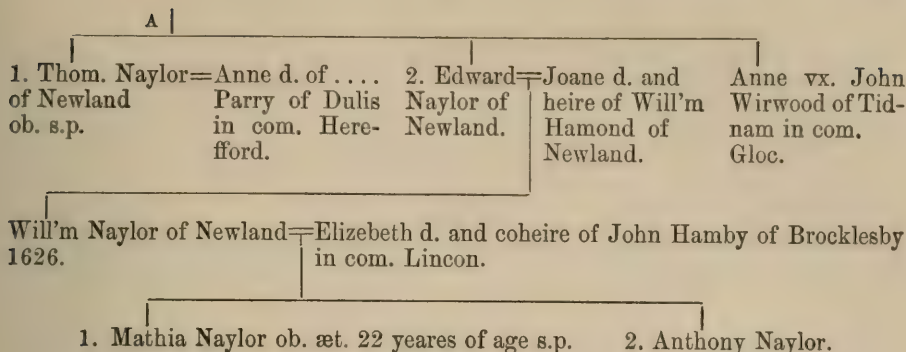 A
1. Thom. Naylor=Anne d. of . . . .
of Newland
ob. s.p.
Parry of Dulis
in com. Here-
fford.
2. Edward=Joane d. and
Naylor of
Newland.
heire of Will'm
Hamond of
Newland.
Anne vx. John
Wirwood of Tid-
nam in com.
Gloc.
Will'm Naylor of Newland=Elizebeth d. and coheire of John Hamby of Brocklesby
1626.
in com. Lincon.
1. Mathia Naylor ob. æt. 22 yeares of age s.p.
2. Anthony Naylor.